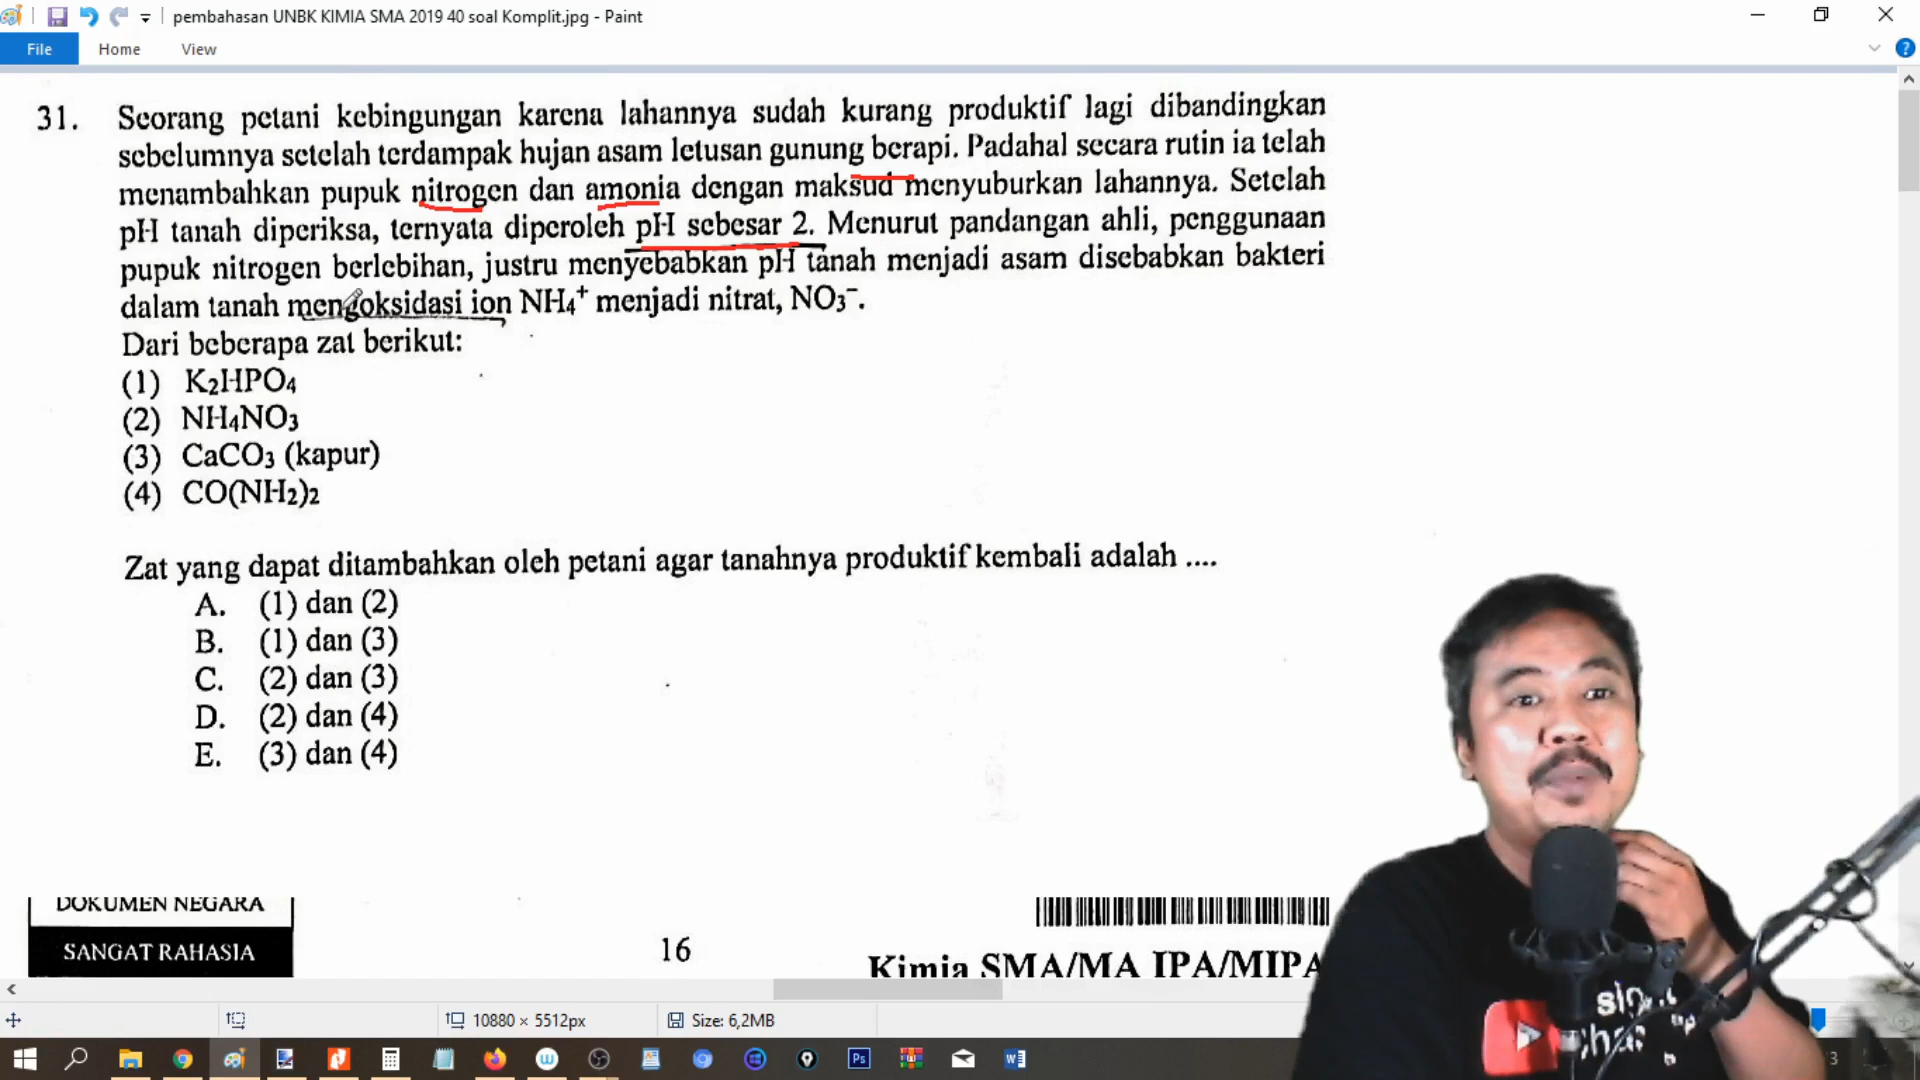 pembahasan UNBK KIMIA SMA 2019 40 soal Komplit.jpg - Paint
File Home View
31. Seorang petani kebingungan karena lahannya sudah kurang produktif lagi dibandingkan
sebelumnya setelah terdampak hujan asam letusan gunung berapi. Padahal secara rutin ia telah
menambahkan pupuk nitrogen dan amonia dengan maksud menyuburkan lahannya. Setelah
pH tanah diperiksa, ternyata diperoleh pH sebesar 2. Menurut pandangan ahli, penggunaan
pupuk nitrogen berlebihan, justru menyebabkan pH tanah menjadi asam disebabkan bakteri
dalam tanah mengoksidasi ion NH₄⁺ menjadi nitrat, NO₃⁻.
Dari beberapa zat berikut:
(1) K₂HPO₄
(2) NH₄NO₃
(3) CaCO₃ (kapur)
(4) CO(NH₂)₂
Zat yang dapat ditambahkan oleh petani agar tanahnya produktif kembali adalah ....
A. (1) dan (2)
B. (1) dan (3)
C. (2) dan (3)
D. (2) dan (4)
E. (3) dan (4)
DOKUMEN NEGARA
SANGAT RAHASIA
16
Kimia SMA/MA IPA/MIPA
10880 × 5512px
Size: 6,2MB
Ps